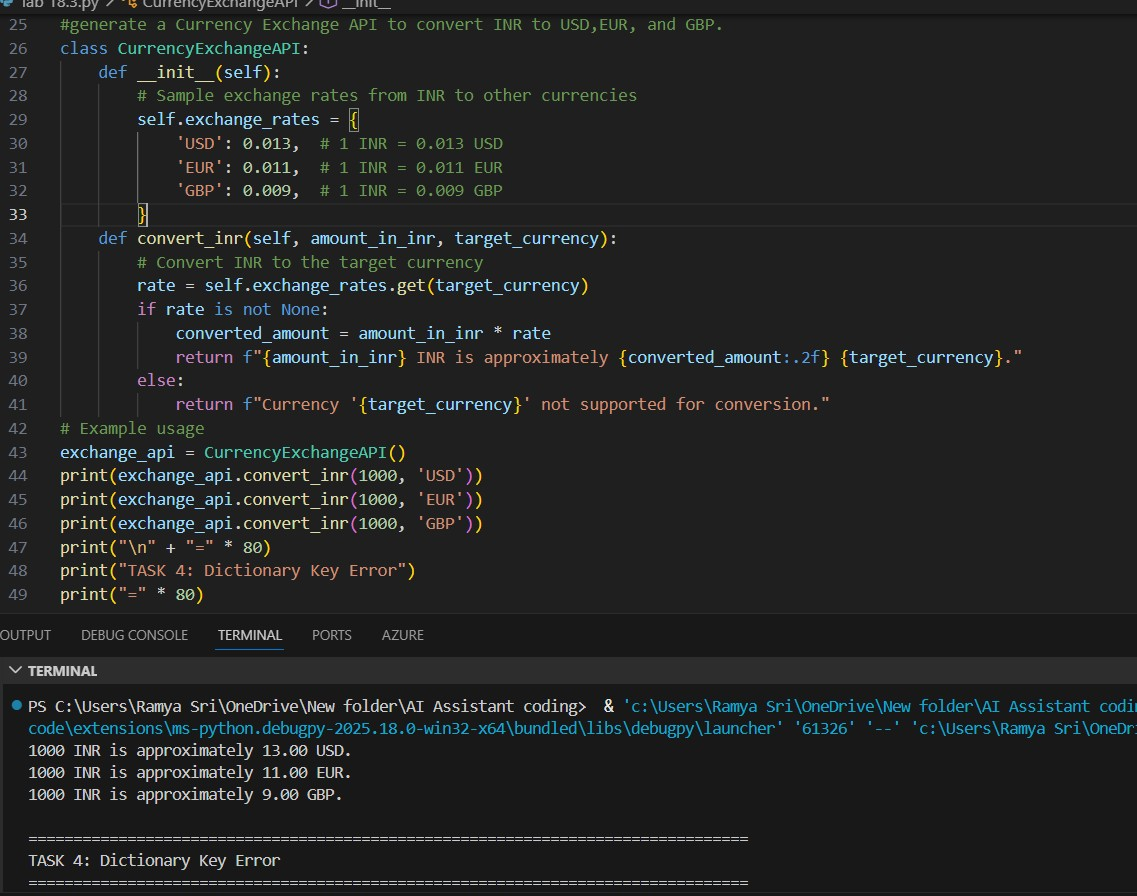 lab 18.3.py > CurrencyExchangeAPI > __init__
25 #generate a Currency Exchange API to convert INR to USD,EUR, and GBP.
26 class CurrencyExchangeAPI:
27     def __init__(self):
28         # Sample exchange rates from INR to other currencies
29         self.exchange_rates = {
30             'USD': 0.013,  # 1 INR = 0.013 USD
31             'EUR': 0.011,  # 1 INR = 0.011 EUR
32             'GBP': 0.009,  # 1 INR = 0.009 GBP
33         }
34     def convert_inr(self, amount_in_inr, target_currency):
35         # Convert INR to the target currency
36         rate = self.exchange_rates.get(target_currency)
37         if rate is not None:
38             converted_amount = amount_in_inr * rate
39             return f"{amount_in_inr} INR is approximately {converted_amount:.2f} {target_currency}."
40         else:
41             return f"Currency '{target_currency}' not supported for conversion."
42 # Example usage
43 exchange_api = CurrencyExchangeAPI()
44 print(exchange_api.convert_inr(1000, 'USD'))
45 print(exchange_api.convert_inr(1000, 'EUR'))
46 print(exchange_api.convert_inr(1000, 'GBP'))
47 print("\n" + "=" * 80)
48 print("TASK 4: Dictionary Key Error")
49 print("=" * 80)
OUTPUT DEBUG CONSOLE TERMINAL PORTS AZURE
TERMINAL
PS C:\Users\Ramya Sri\OneDrive\New folder\AI Assistant coding>  & 'c:\Users\Ramya Sri\OneDrive\New folder\AI Assistant codin
code\extensions\ms-python.debugpy-2025.18.0-win32-x64\bundled\libs\debugpy\launcher' '61326' '--' 'c:\Users\Ramya Sri\OneDri
1000 INR is approximately 13.00 USD.
1000 INR is approximately 11.00 EUR.
1000 INR is approximately 9.00 GBP.
================================================================================
TASK 4: Dictionary Key Error
================================================================================